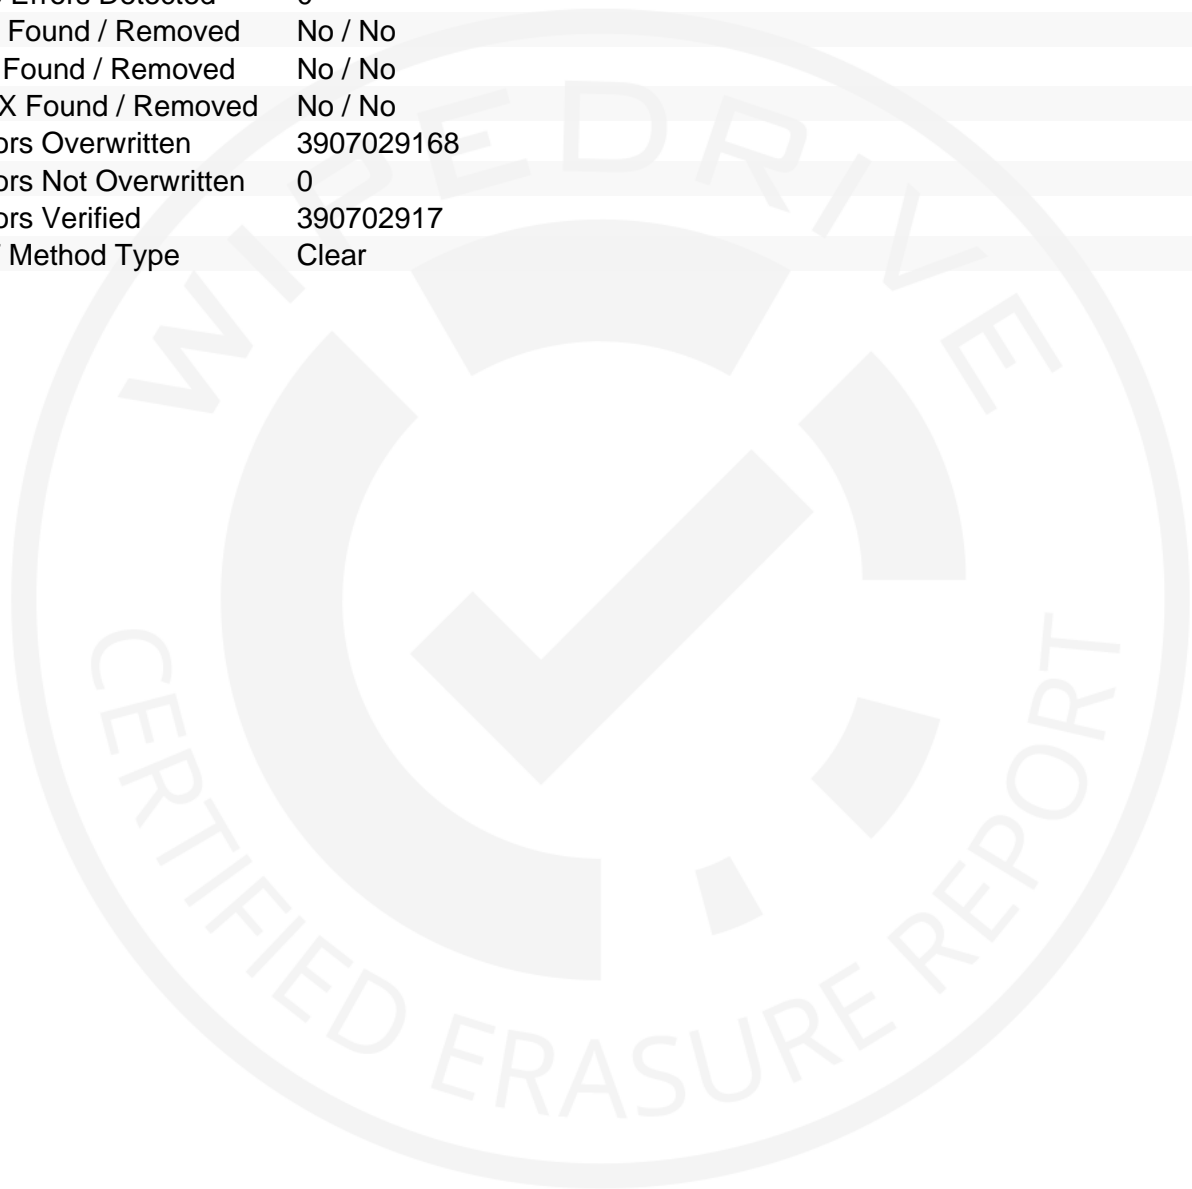 Errors Detected 0
Found / Removed No / No
Found / Removed No / No
X Found / Removed No / No
ors Overwritten 3907029168
ors Not Overwritten 0
ors Verified 390702917
Method Type Clear
WIPEDRIVE
CERTIFIED ERASURE REPORT